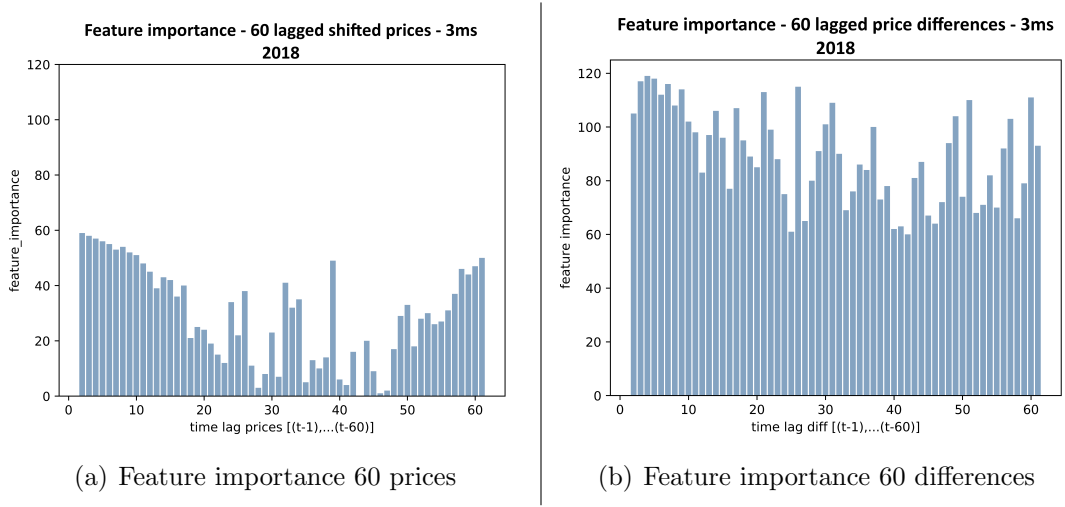 Feature importance - 60 lagged shifted prices - 3ms
2018
120
100
80
60
40
20
0
feature_importance
0 10 20 30 40 50 60
time lag prices [(t-1),...(t-60)]
(a) Feature importance 60 prices
Feature importance - 60 lagged price differences - 3ms
2018
120
100
80
60
40
20
0
feature importance
0 10 20 30 40 50 60
time lag diff [(t-1),...(t-60)]
(b) Feature importance 60 differences